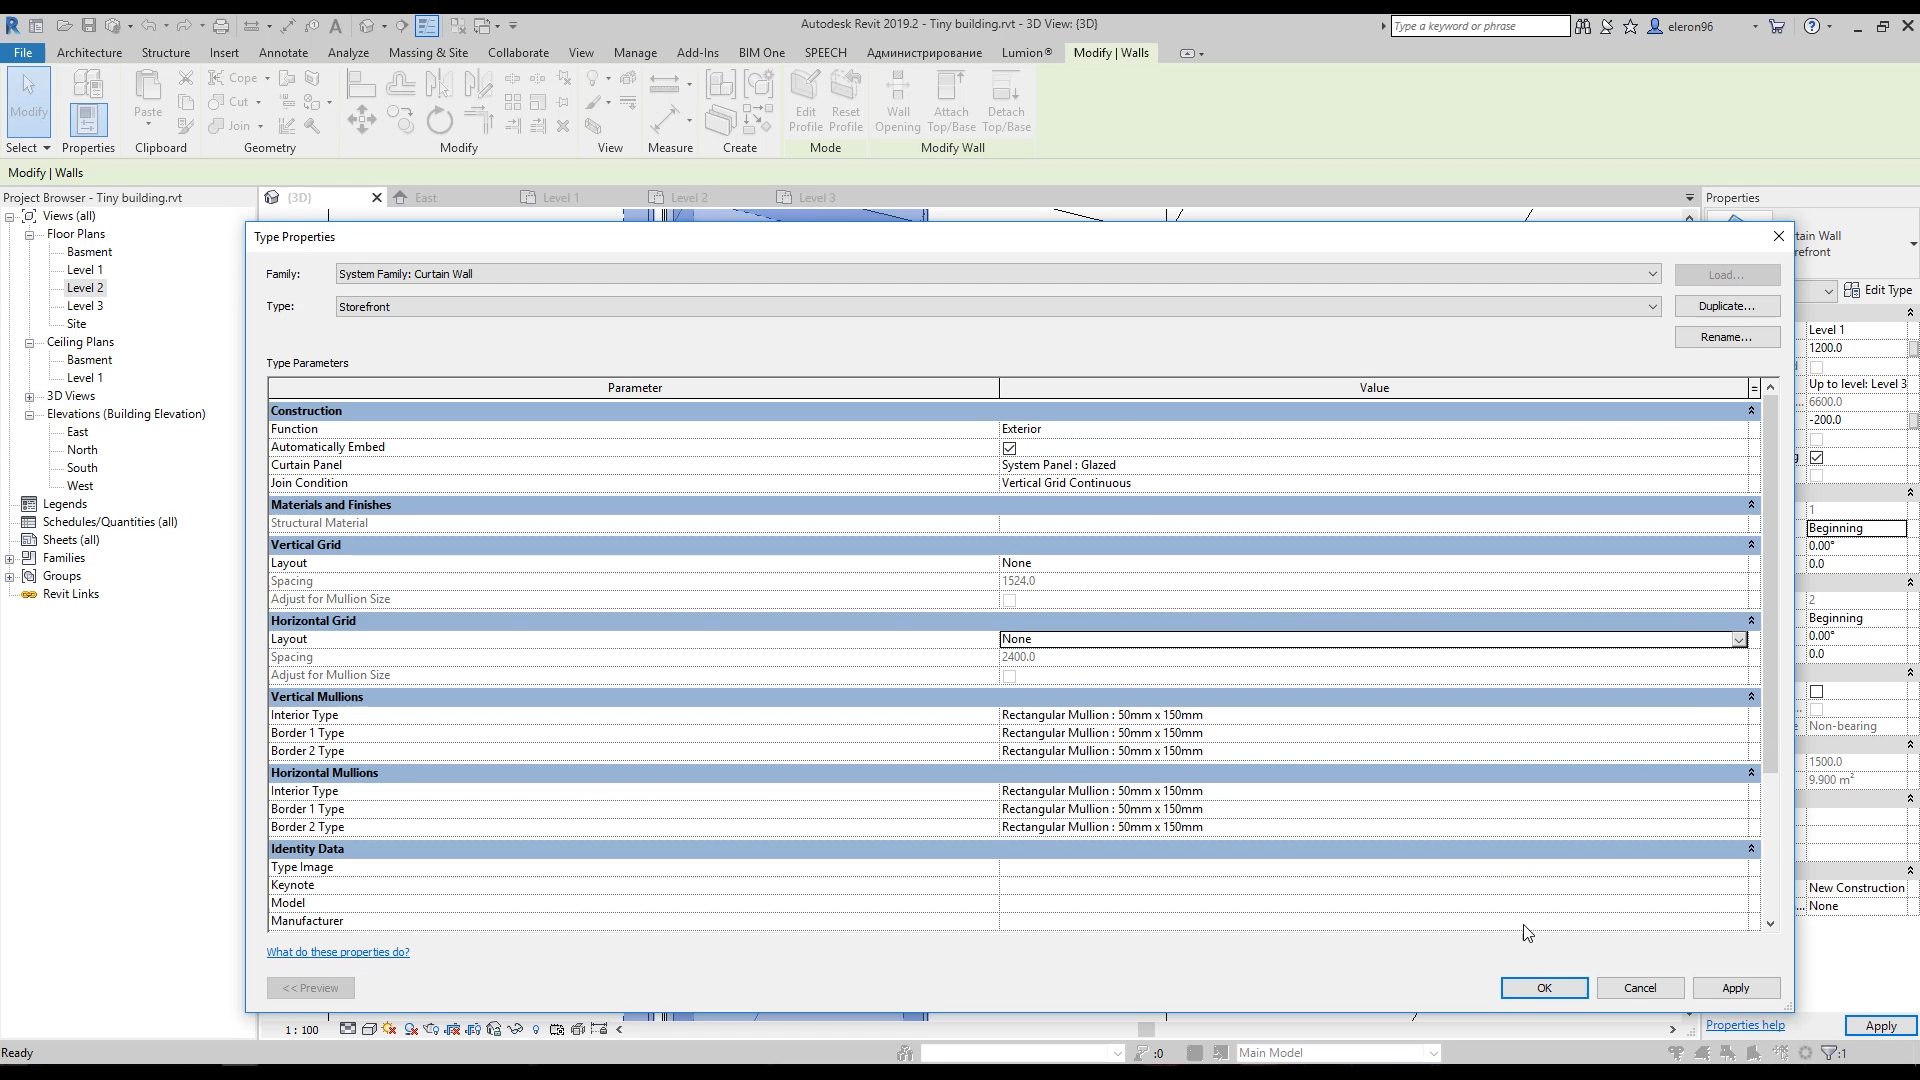 Autodesk Revit 2019.2 - Tiny building.rvt - 3D View: {3D}
Type a keyword or phrase
eleron96
File Architecture Structure Insert Annotate Analyze Massing & Site Collaborate View Manage Add-Ins BIM One SPEECH Администрирование Lumion® Modify | Walls
Modify
Paste
Cope
Cut
Join
Edit Profile
Reset Profile
Wall Opening
Attach Top/Base
Detach Top/Base
Select Properties Clipboard Geometry Modify View Measure Create Mode Modify Wall
Modify | Walls
Project Browser - Tiny building.rvt
{3D} East Level 1 Level 2 Level 3
Properties
Views (all)
Floor Plans
Basment
Level 1
Level 2
Level 3
Site
Ceiling Plans
Basment
Level 1
3D Views
Elevations (Building Elevation)
East
North
South
West
Legends
Schedules/Quantities (all)
Sheets (all)
Families
Groups
Revit Links
Type Properties
Family: System Family: Curtain Wall Load...
Type: Storefront Duplicate...
Rename...
Type Parameters
Parameter Value =
Construction
Function Exterior
Automatically Embed
Curtain Panel System Panel : Glazed
Join Condition Vertical Grid Continuous
Materials and Finishes
Structural Material
Vertical Grid
Layout None
Spacing 1524.0
Adjust for Mullion Size
Horizontal Grid
Layout None
Spacing 2400.0
Adjust for Mullion Size
Vertical Mullions
Interior Type Rectangular Mullion : 50mm x 150mm
Border 1 Type Rectangular Mullion : 50mm x 150mm
Border 2 Type Rectangular Mullion : 50mm x 150mm
Horizontal Mullions
Interior Type Rectangular Mullion : 50mm x 150mm
Border 1 Type Rectangular Mullion : 50mm x 150mm
Border 2 Type Rectangular Mullion : 50mm x 150mm
Identity Data
Type Image
Keynote
Model
Manufacturer
What do these properties do?
<< Preview OK Cancel Apply
tain Wall
refront
Edit Type
Level 1
1200.0
Up to level: Level 3
6600.0
-200.0
1
Beginning
0.00°
0.0
2
Beginning
0.00°
0.0
Non-bearing
1500.0
9.900 m²
New Construction
... None
Properties help Apply
1 : 100
Ready
:0
Main Model
:1